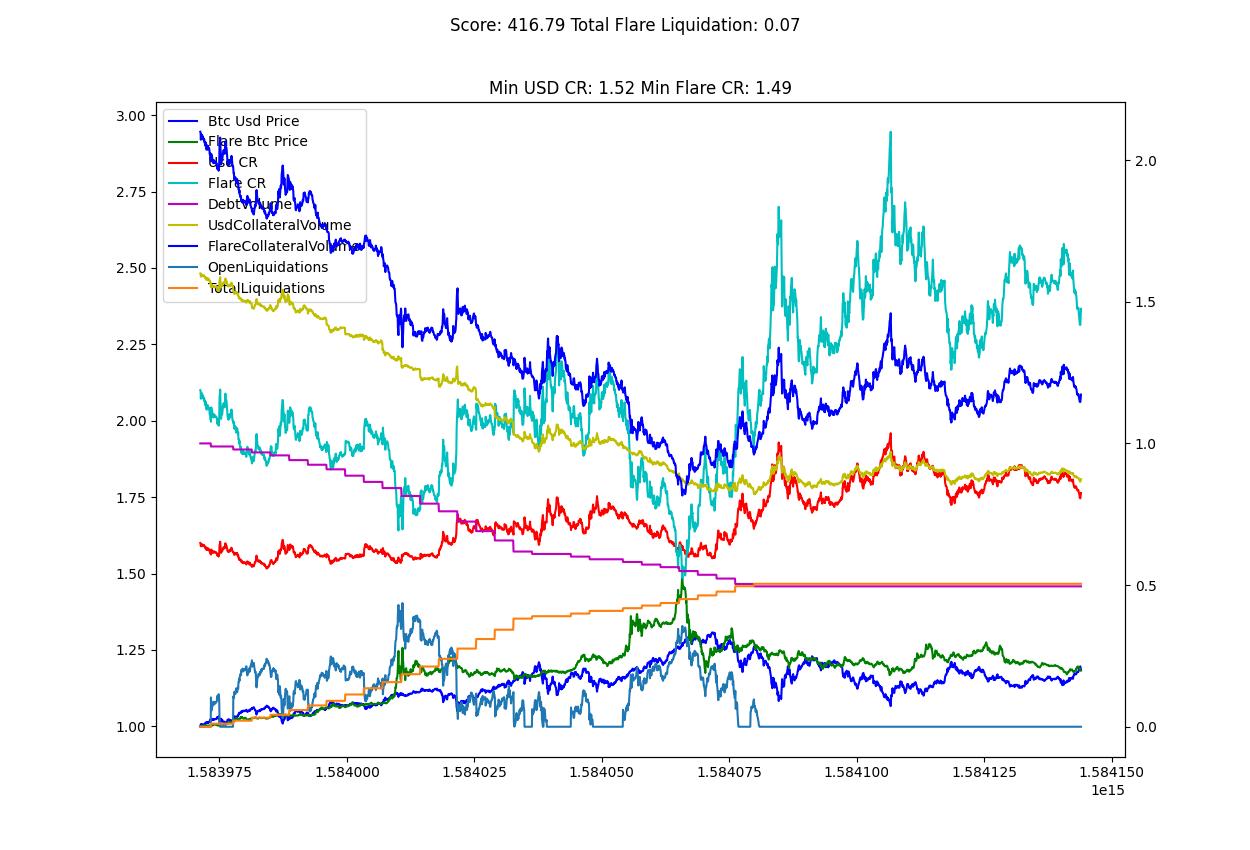 Score: 416.79 Total Flare Liquidation: 0.07
Min USD CR: 1.52 Min Flare CR: 1.49
3.00
2.75
2.50
2.25
2.00
1.75
1.50
1.25
1.00
Btc Usd Price
Flare Btc Price
Usd CR
Flare CR
DebtVolume
UsdCollateralVolume
FlareCollateralVolume
OpenLiquidations
TotalLiquidations
2.0
1.5
1.0
0.5
0.0
1.583975
1.584000
1.584025
1.584050
1.584075
1.584100
1.584125
1.584150
1e15